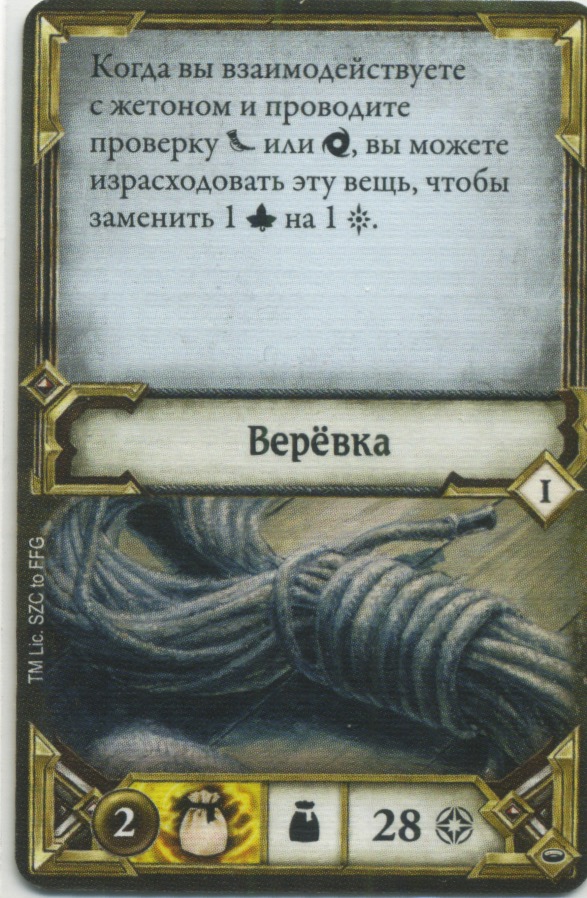 Когда вы взаимодействуете
с жетоном и проводите
проверку или , вы можете
израсходовать эту вещь, чтобы
заменить 1 на 1 .
Верёвка
I
TM Lic. SZC to FFG
2
28